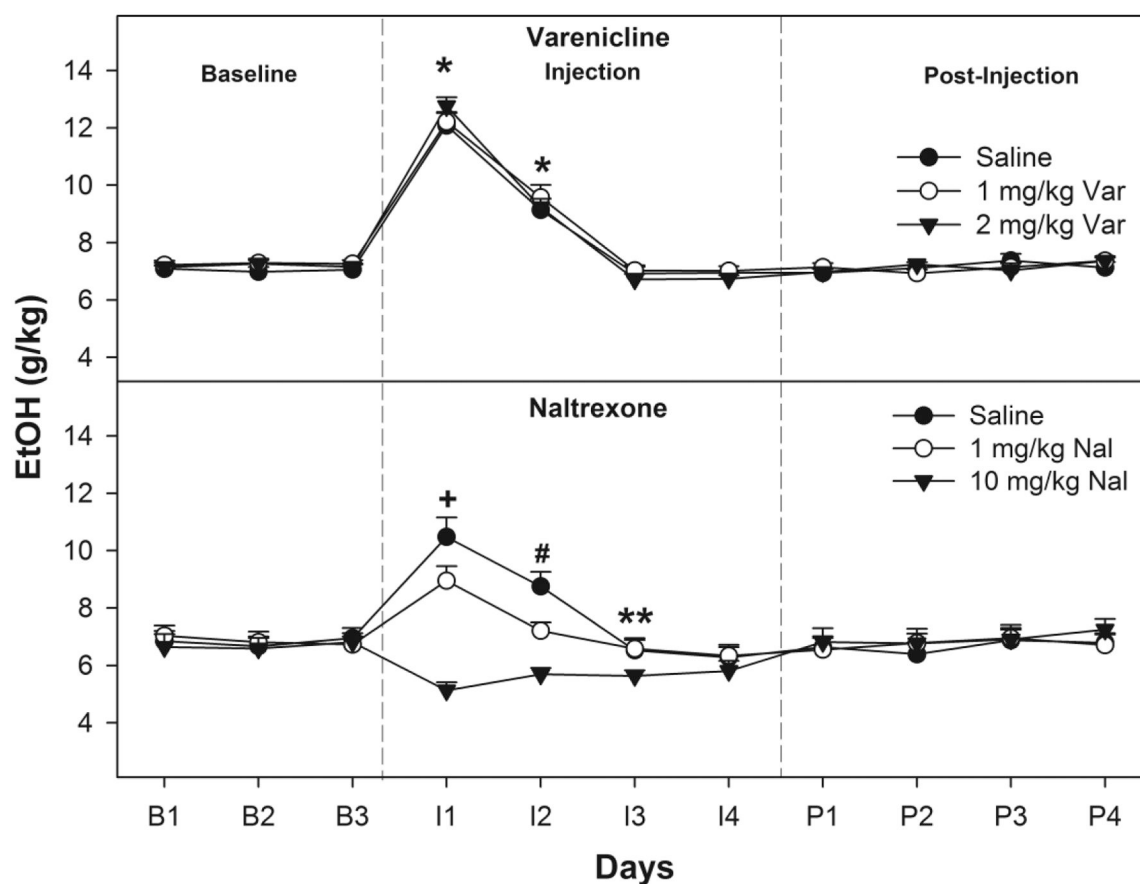 Varenicline
Baseline
Injection
Post-Injection
14
12
10
8
6
4
*
*
Saline
1 mg/kg Var
2 mg/kg Var
EtOH (g/kg)
Naltrexone
14
12
10
8
6
4
Saline
1 mg/kg Nal
10 mg/kg Nal
+
#
**
B1 B2 B3 I1 I2 I3 I4 P1 P2 P3 P4
Days